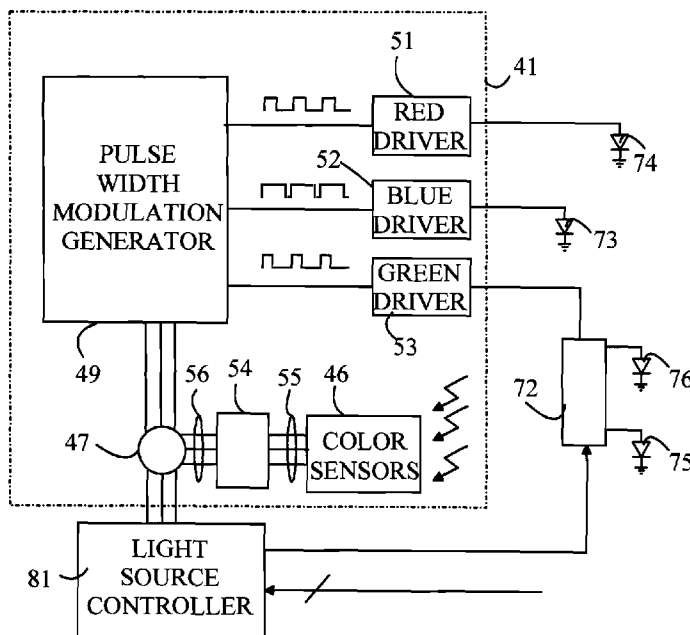 51
41
RED
DRIVER
PULSE
WIDTH
MODULATION
GENERATOR
52
74
BLUE
DRIVER
73
GREEN
DRIVER
53
49
56
54
55
46
72
76
47
COLOR
SENSORS
75
81
LIGHT
SOURCE
CONTROLLER